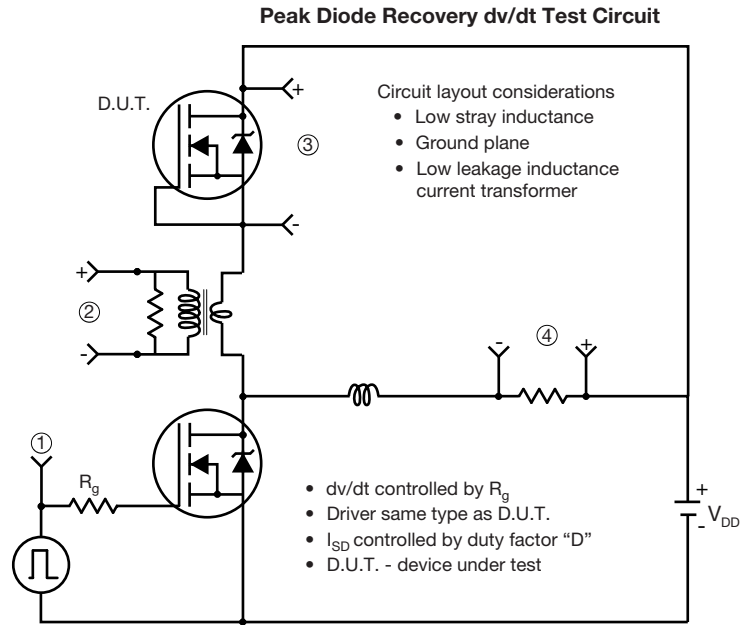 Peak Diode Recovery dv/dt Test Circuit
D.U.T.
+
③
-
Circuit layout considerations
• Low stray inductance
• Ground plane
• Low leakage inductance
current transformer
+
②
-
-
④
+
①
Rg
• dv/dt controlled by Rg
• Driver same type as D.U.T.
• ISD controlled by duty factor “D”
• D.U.T. - device under test
+
VDD
-